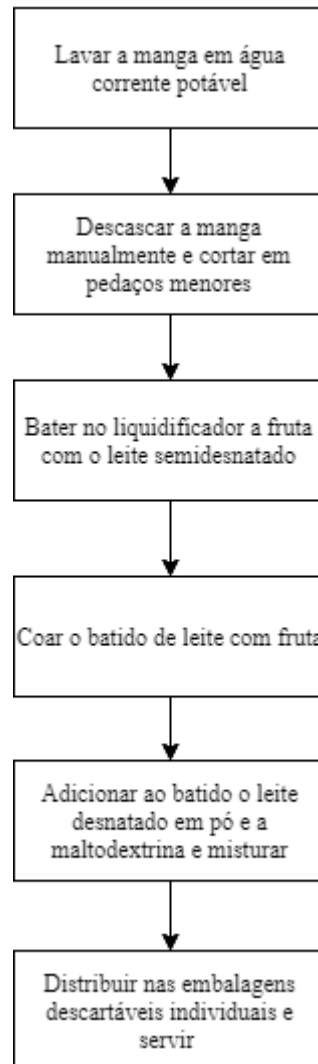 Lavar a manga em água
corrente potável
Descascar a manga
manualmente e cortar em
pedaços menores
Bater no liquidificador a fruta
com o leite semidesnatado
Coar o batido de leite com fruta
Adicionar ao batido o leite
desnatado em pó e a
maltodextrina e misturar
Distribuir nas embalagens
descartáveis individuais e
servir